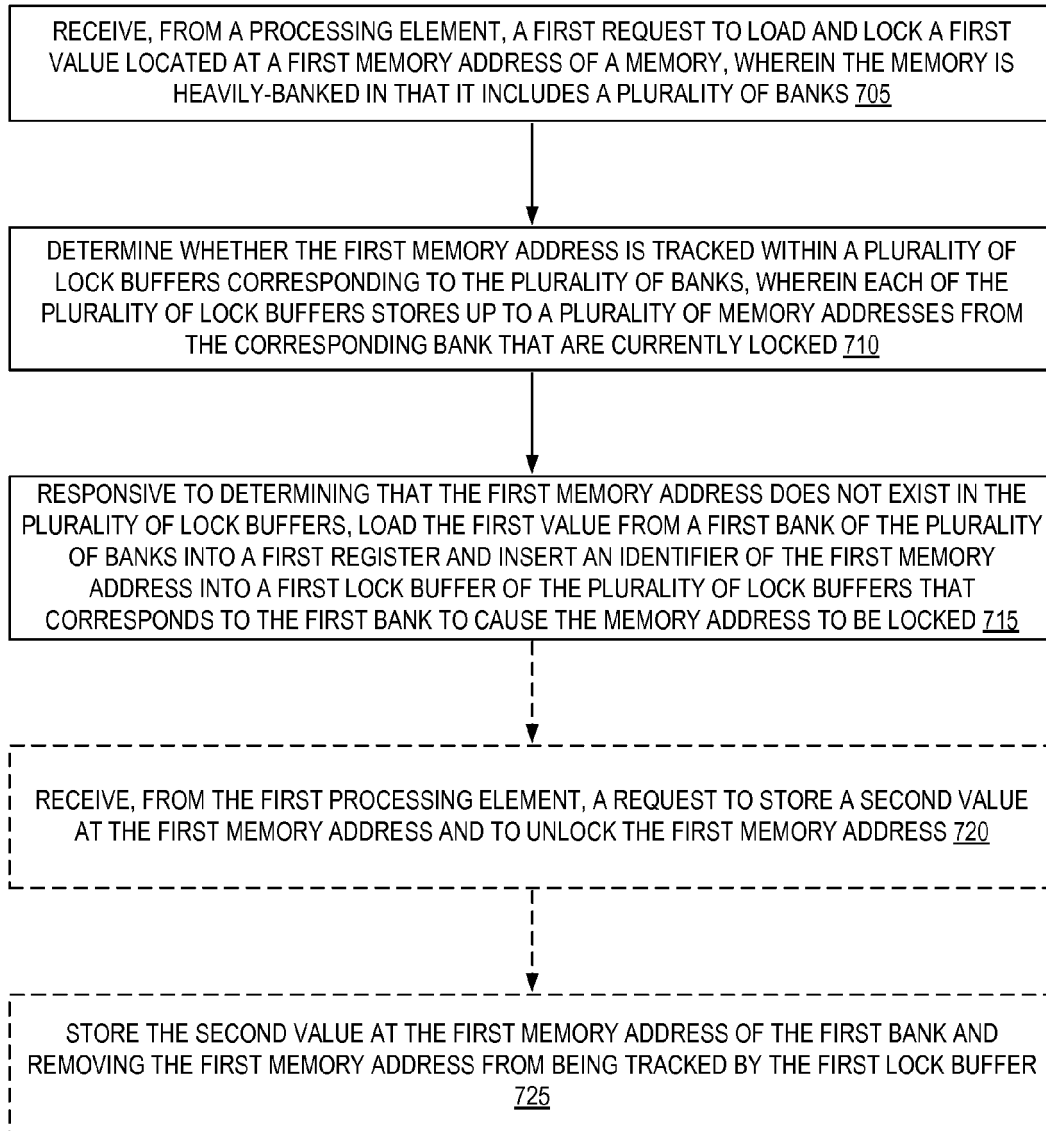 RECEIVE, FROM A PROCESSING ELEMENT, A FIRST REQUEST TO LOAD AND LOCK A FIRST
VALUE LOCATED AT A FIRST MEMORY ADDRESS OF A MEMORY, WHEREIN THE MEMORY IS
HEAVILY-BANKED IN THAT IT INCLUDES A PLURALITY OF BANKS 705
DETERMINE WHETHER THE FIRST MEMORY ADDRESS IS TRACKED WITHIN A PLURALITY OF
LOCK BUFFERS CORRESPONDING TO THE PLURALITY OF BANKS, WHEREIN EACH OF THE
PLURALITY OF LOCK BUFFERS STORES UP TO A PLURALITY OF MEMORY ADDRESSES FROM
THE CORRESPONDING BANK THAT ARE CURRENTLY LOCKED 710
RESPONSIVE TO DETERMINING THAT THE FIRST MEMORY ADDRESS DOES NOT EXIST IN THE
PLURALITY OF LOCK BUFFERS, LOAD THE FIRST VALUE FROM A FIRST BANK OF THE PLURALITY
OF BANKS INTO A FIRST REGISTER AND INSERT AN IDENTIFIER OF THE FIRST MEMORY
ADDRESS INTO A FIRST LOCK BUFFER OF THE PLURALITY OF LOCK BUFFERS THAT
CORRESPONDS TO THE FIRST BANK TO CAUSE THE MEMORY ADDRESS TO BE LOCKED 715
RECEIVE, FROM THE FIRST PROCESSING ELEMENT, A REQUEST TO STORE A SECOND VALUE
AT THE FIRST MEMORY ADDRESS AND TO UNLOCK THE FIRST MEMORY ADDRESS 720
STORE THE SECOND VALUE AT THE FIRST MEMORY ADDRESS OF THE FIRST BANK AND
REMOVING THE FIRST MEMORY ADDRESS FROM BEING TRACKED BY THE FIRST LOCK BUFFER
725